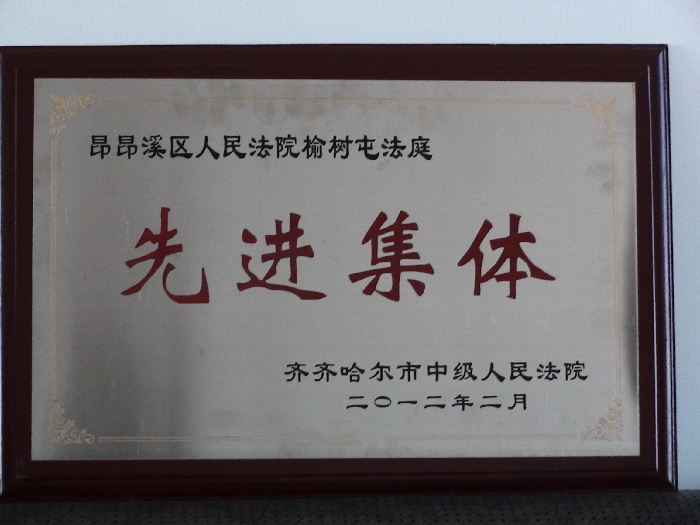 昂昂溪区人民法院榆树屯法庭
先进集体
齐齐哈尔市中级人民法院
二〇一二年二月